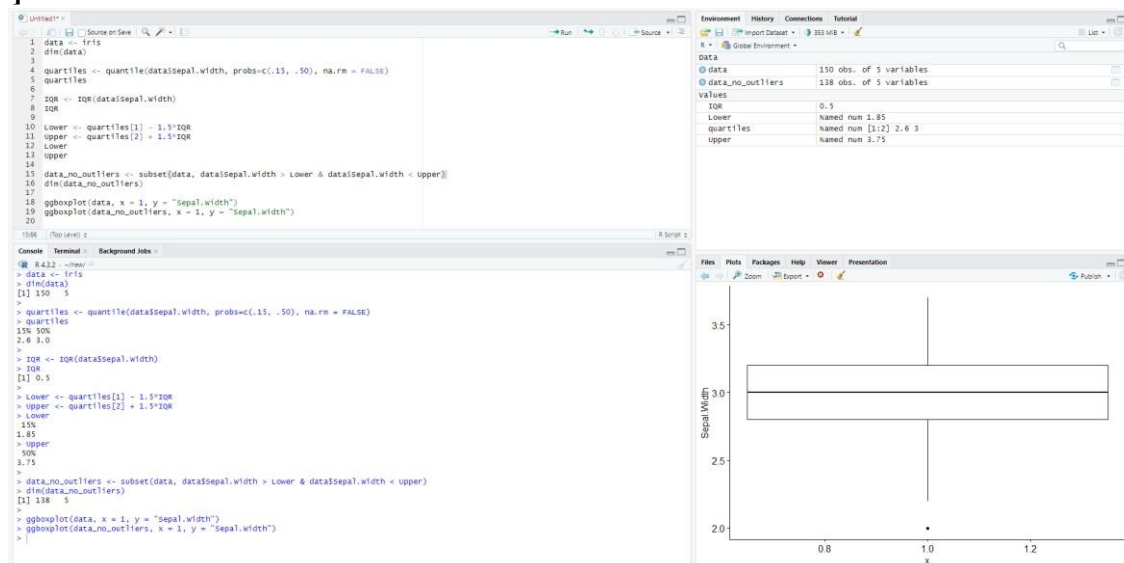 ]
Untitled1*
Source on Save
Run
Source
1 data <- iris
2 dim(data)
3
4 quartiles <- quantile(data$Sepal.Width, probs=c(.15, .50), na.rm = FALSE)
5 quartiles
6
7 IQR <- IQR(data$Sepal.Width)
8 IQR
9
10 Lower <- quartiles[1] - 1.5*IQR
11 Upper <- quartiles[2] + 1.5*IQR
12 Lower
13 Upper
14
15 data_no_outliers <- subset(data, data$Sepal.Width > Lower & data$Sepal.Width < Upper)
16 dim(data_no_outliers)
17
18 ggboxplot(data, x = 1, y = "Sepal.Width")
19 ggboxplot(data_no_outliers, x = 1, y = "Sepal.Width")
20
15:86 (Top Level) R Script
Console Terminal Background Jobs
R 4.3.2 · ~/new/
> data <- iris
> dim(data)
[1] 150 5
>
> quartiles <- quantile(data$Sepal.Width, probs=c(.15, .50), na.rm = FALSE)
> quartiles
15% 50%
2.6 3.0
>
> IQR <- IQR(data$Sepal.Width)
> IQR
[1] 0.5
>
> Lower <- quartiles[1] - 1.5*IQR
> Upper <- quartiles[2] + 1.5*IQR
> Lower
15%
1.85
> Upper
50%
3.75
>
> data_no_outliers <- subset(data, data$Sepal.Width > Lower & data$Sepal.Width < Upper)
> dim(data_no_outliers)
[1] 138 5
>
> ggboxplot(data, x = 1, y = "Sepal.Width")
> ggboxplot(data_no_outliers, x = 1, y = "Sepal.Width")
>
Environment History Connections Tutorial
Import Dataset 353 MiB List
R Global Environment
Data
data 150 obs. of 5 variables
data_no_outliers 138 obs. of 5 variables
Values
IQR 0.5
Lower Named num 1.85
quartiles Named num [1:2] 2.6 3
Upper Named num 3.75
Files Plots Packages Help Viewer Presentation
Zoom Export Publish
3.5
3.0
2.5
2.0
Sepal.Width
0.8 1.0 1.2
x